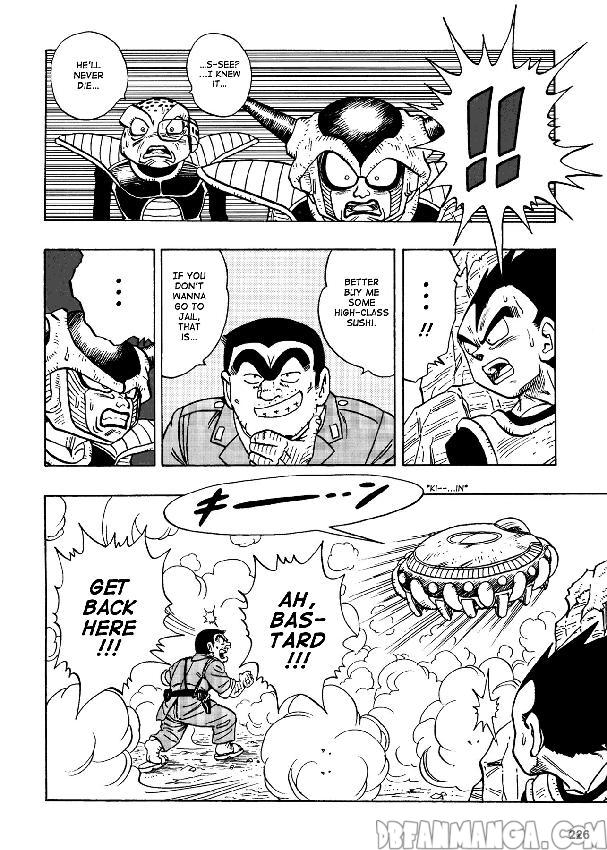 !!
...S-SEE?
...I KNEW
IT...
HE'LL
NEVER
DIE...
...
!!
BETTER
BUY ME
SOME
HIGH-CLASS
SUSHI.
IF YOU
DON'T
WANNA
GO TO
JAIL,
THAT
IS...
...
キーー…ン
*KI--...IN*
AH,
BAS-
TARD
!!!
GET
BACK
HERE
!!!
226
DBFANMANGA.COM